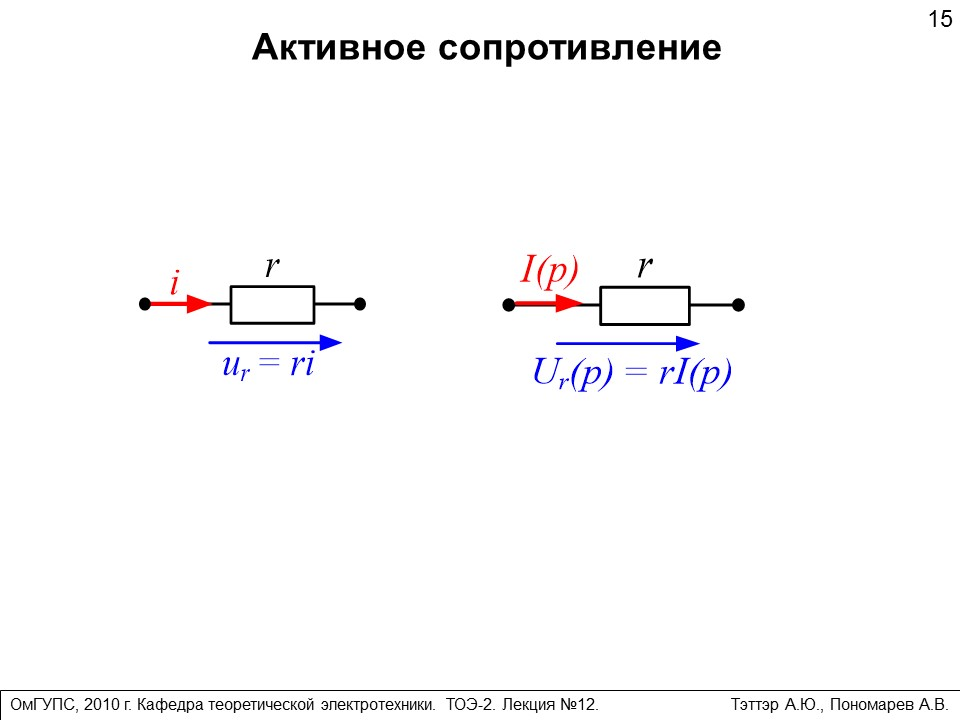 15
Активное сопротивление
i
r
uᵣ = ri
I(p)
r
Uᵣ(p) = rI(p)
ОмГУПС, 2010 г. Кафедра теоретической электротехники. ТОЭ-2. Лекция №12.
Тэттэр А.Ю., Пономарев А.В.